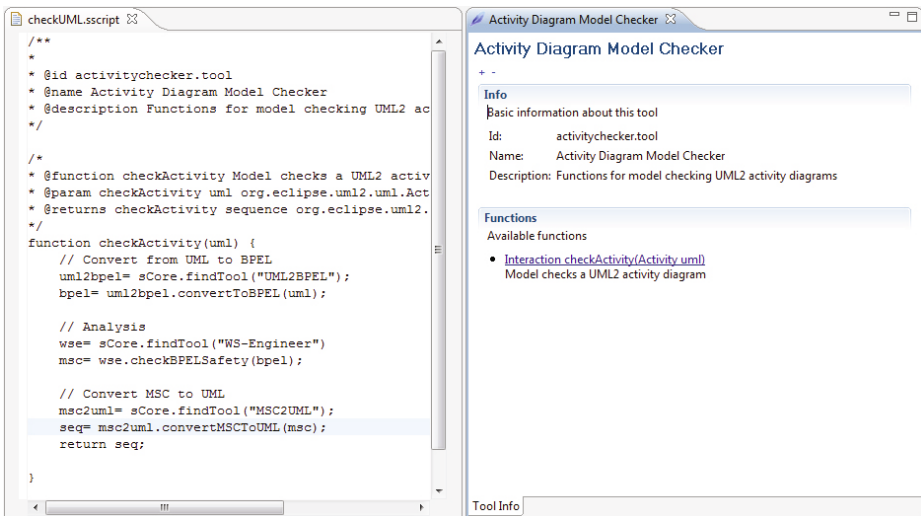 checkUML.sscript
/**
*
* @id activitychecker.tool
* @name Activity Diagram Model Checker
* @description Functions for model checking UML2 ac
*/
/*
* @function checkActivity Model checks a UML2 activ
* @param checkActivity uml org.eclipse.uml2.uml.Act
* @returns checkActivity sequence org.eclipse.uml2.
*/
function checkActivity(uml) {
// Convert from UML to BPEL
uml2bpel= sCore.findTool("UML2BPEL");
bpel= uml2bpel.convertToBPEL(uml);
// Analysis
wse= sCore.findTool("WS-Engineer")
msc= wse.checkBPELSafety(bpel);
// Convert MSC to UML
msc2uml= sCore.findTool("MSC2UML");
seq= msc2uml.convertMSCToUML(msc);
return seq;
}
Activity Diagram Model Checker
Activity Diagram Model Checker
+ -
Info
Basic information about this tool
Id: activitychecker.tool
Name: Activity Diagram Model Checker
Description: Functions for model checking UML2 activity diagrams
Functions
Available functions
• Interaction checkActivity(Activity uml)
Model checks a UML2 activity diagram
Tool Info